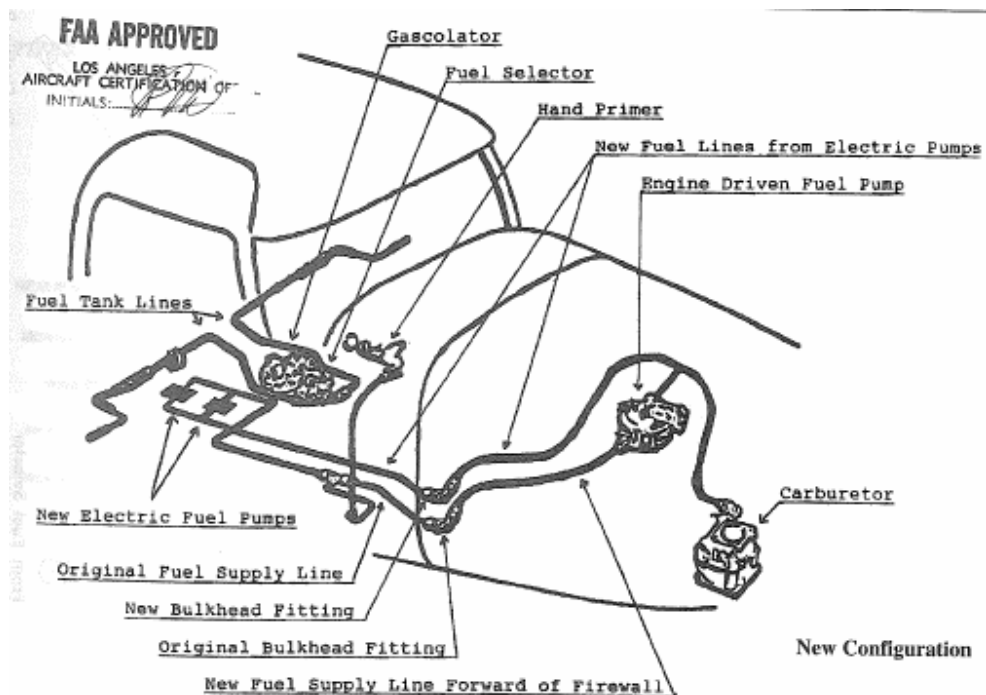 FAA APPROVED
LOS ANGELES
AIRCRAFT CERTIFICATION OF
INITIALS:
Gascolator
Fuel Selector
Hand Primer
New Fuel Lines from Electric Pumps
Engine Driven Fuel Pump
Fuel Tank Lines
New Electric Fuel Pumps
Carburetor
Original Fuel Supply Line
New Bulkhead Fitting
Original Bulkhead Fitting
New Configuration
New Fuel Supply Line Forward of Firewall